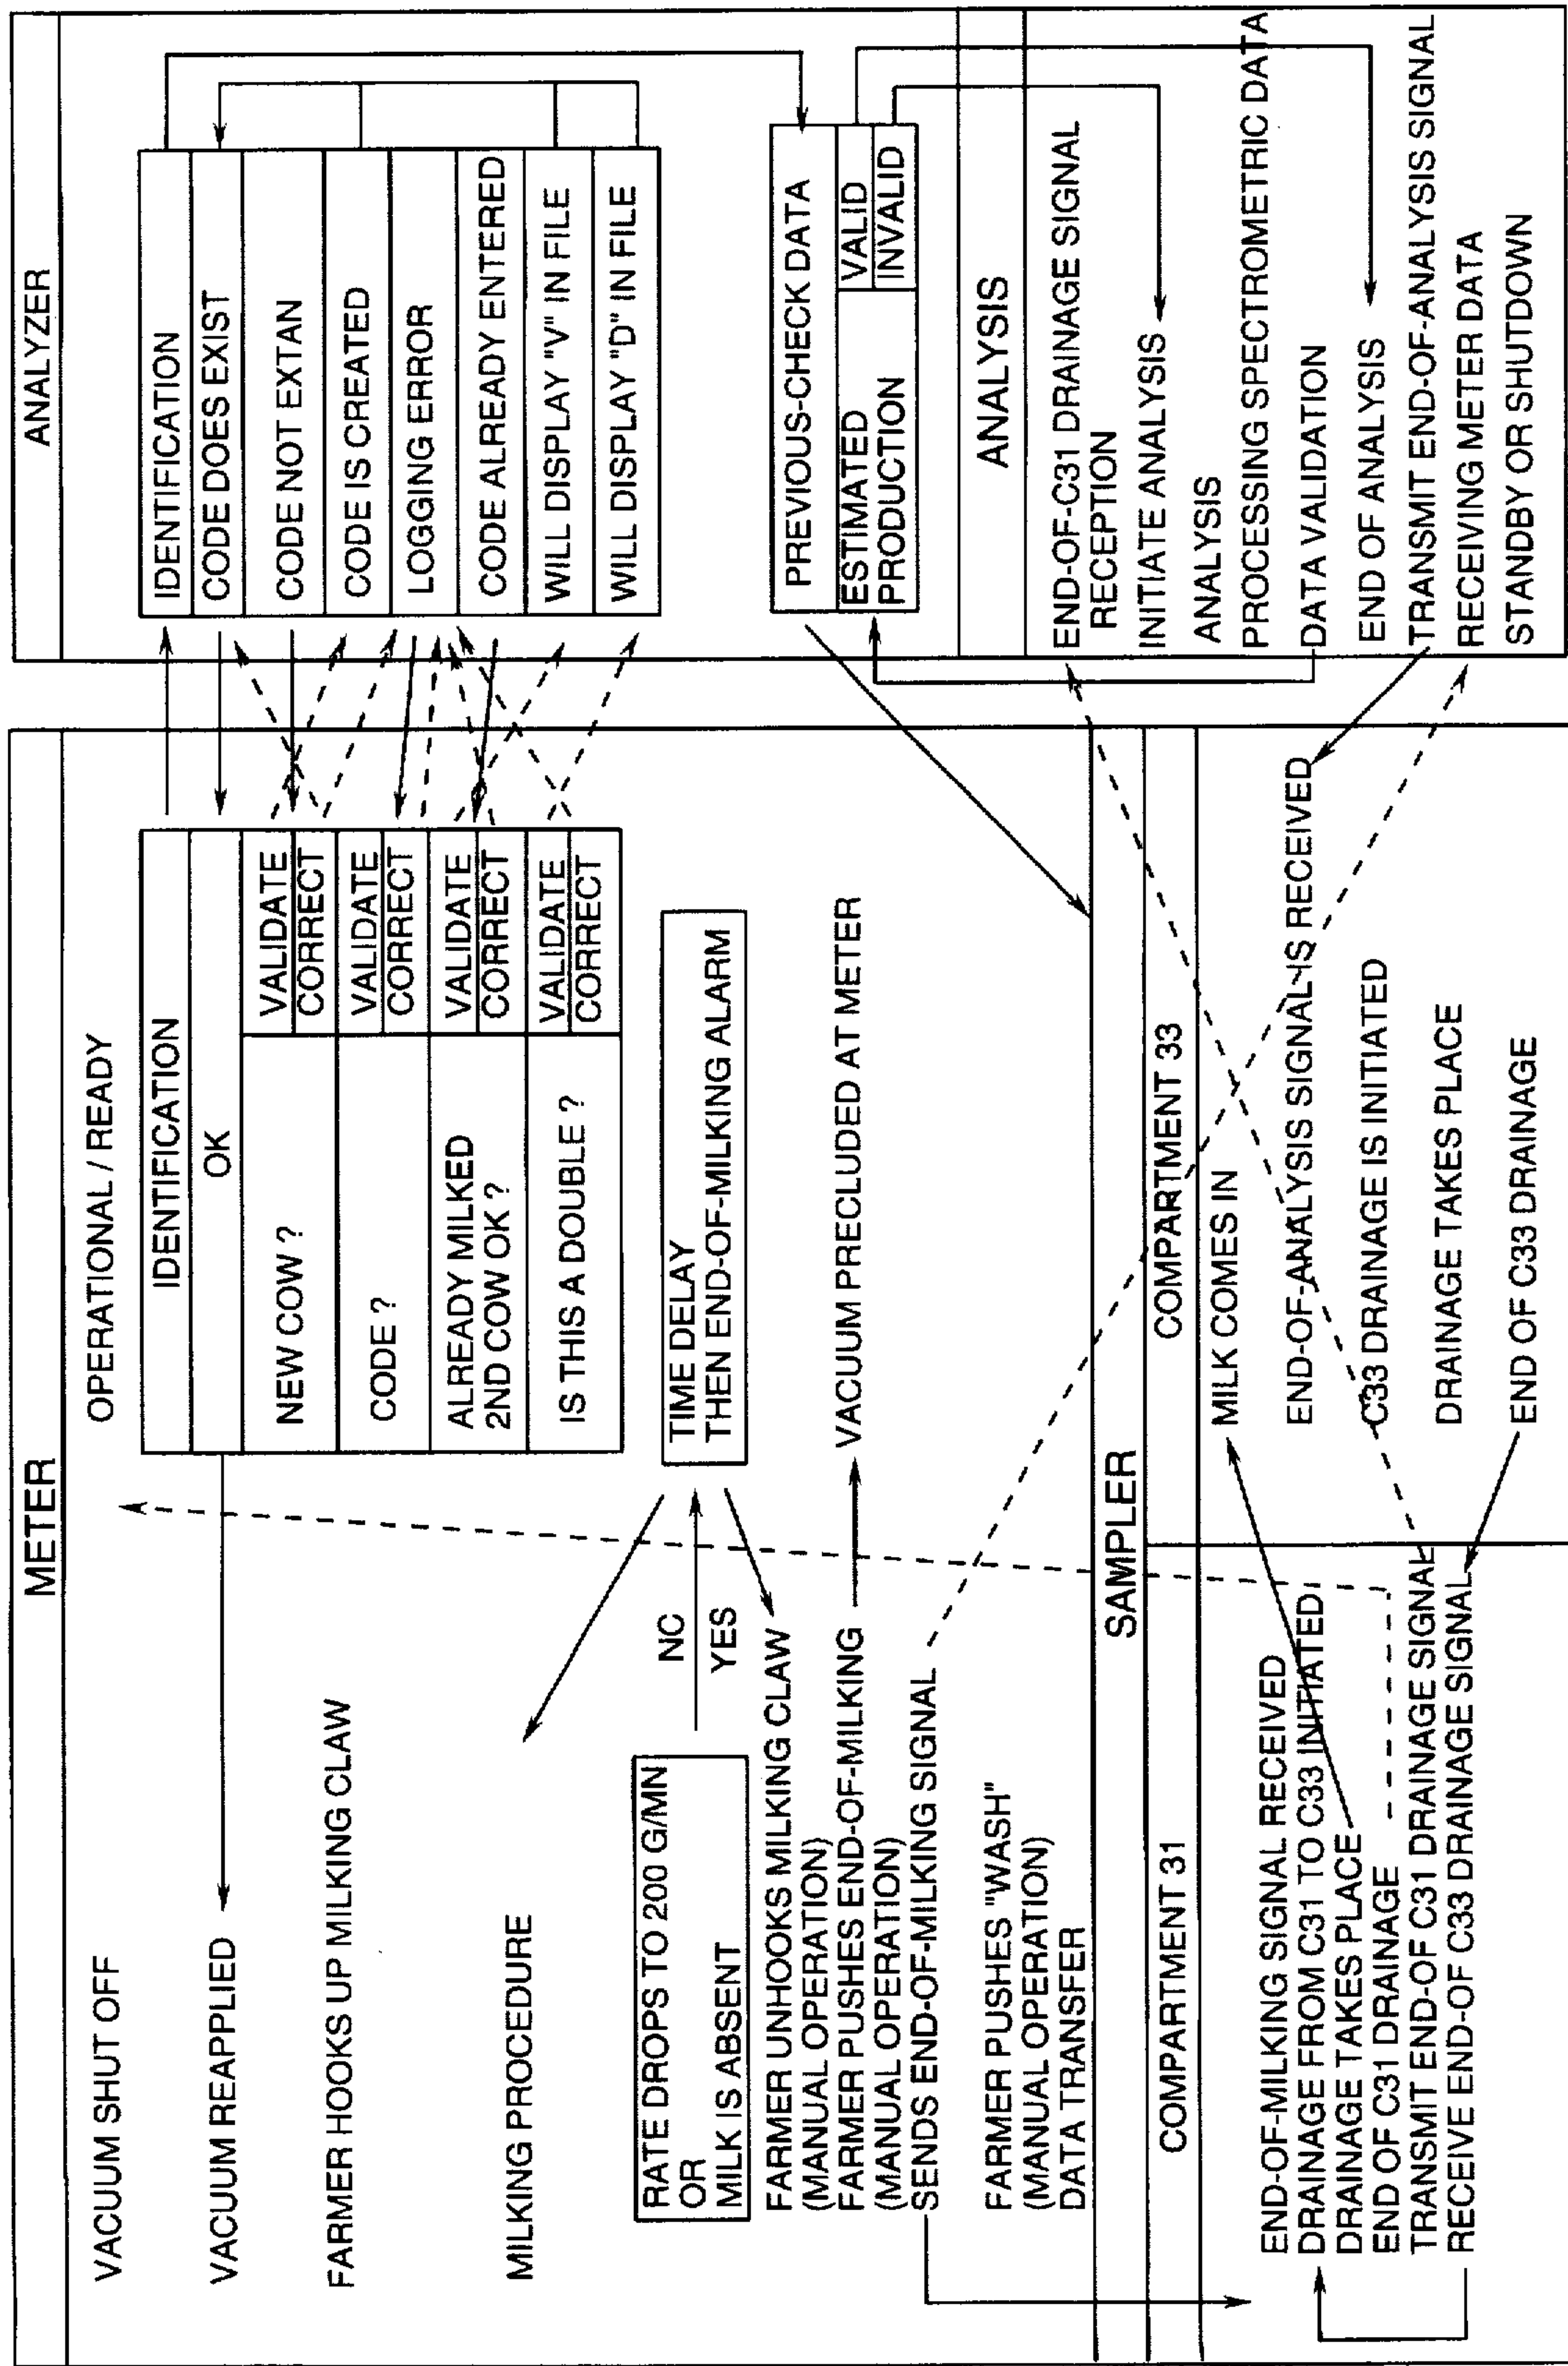 METER
VACUUM SHUT OFF
OPERATIONAL / READY
IDENTIFICATION
VACUUM REAPPLIED
OK
FARMER HOOKS UP MILKING CLAW
NEW COW ?
VALIDATE
CORRECT
CODE ?
VALIDATE
CORRECT
ALREADY MILKED
2ND COW OK ?
VALIDATE
CORRECT
MILKING PROCEDURE
IS THIS A DOUBLE ?
VALIDATE
CORRECT
RATE DROPS TO 200 G/MN
OR
MILK IS ABSENT
NC
YES
TIME DELAY
THEN END-OF-MILKING ALARM
FARMER UNHOOKS MILKING CLAW
(MANUAL OPERATION)
FARMER PUSHES END-OF-MILKING
(MANUAL OPERATION)
VACUUM PRECLUDED AT METER
SENDS END-OF-MILKING SIGNAL
FARMER PUSHES "WASH"
(MANUAL OPERATION)
DATA TRANSFER
SAMPLER
COMPARTMENT 31
END-OF-MILKING SIGNAL RECEIVED
DRAINAGE FROM C31 TO C33 INITIATED
DRAINAGE TAKES PLACE
END OF C31 DRAINAGE
TRANSMIT END-OF C31 DRAINAGE SIGNAL
RECEIVE END-OF C33 DRAINAGE SIGNAL
COMPARTMENT 33
MILK COMES IN
END-OF-ANALYSIS SIGNAL IS RECEIVED
C33 DRAINAGE IS INITIATED
DRAINAGE TAKES PLACE
END OF C33 DRAINAGE
ANALYZER
IDENTIFICATION
CODE DOES EXIST
CODE NOT EXTAN
CODE IS CREATED
LOGGING ERROR
CODE ALREADY ENTERED
WILL DISPLAY "V" IN FILE
WILL DISPLAY "D" IN FILE
PREVIOUS-CHECK DATA
ESTIMATED
PRODUCTION
VALID
INVALID
ANALYSIS
END-OF-C31 DRAINAGE SIGNAL
RECEPTION
INITIATE ANALYSIS
ANALYSIS
PROCESSING SPECTROMETRIC DATA
DATA VALIDATION
END OF ANALYSIS
TRANSMIT END-OF-ANALYSIS SIGNAL
RECEIVING METER DATA
STANDBY OR SHUTDOWN